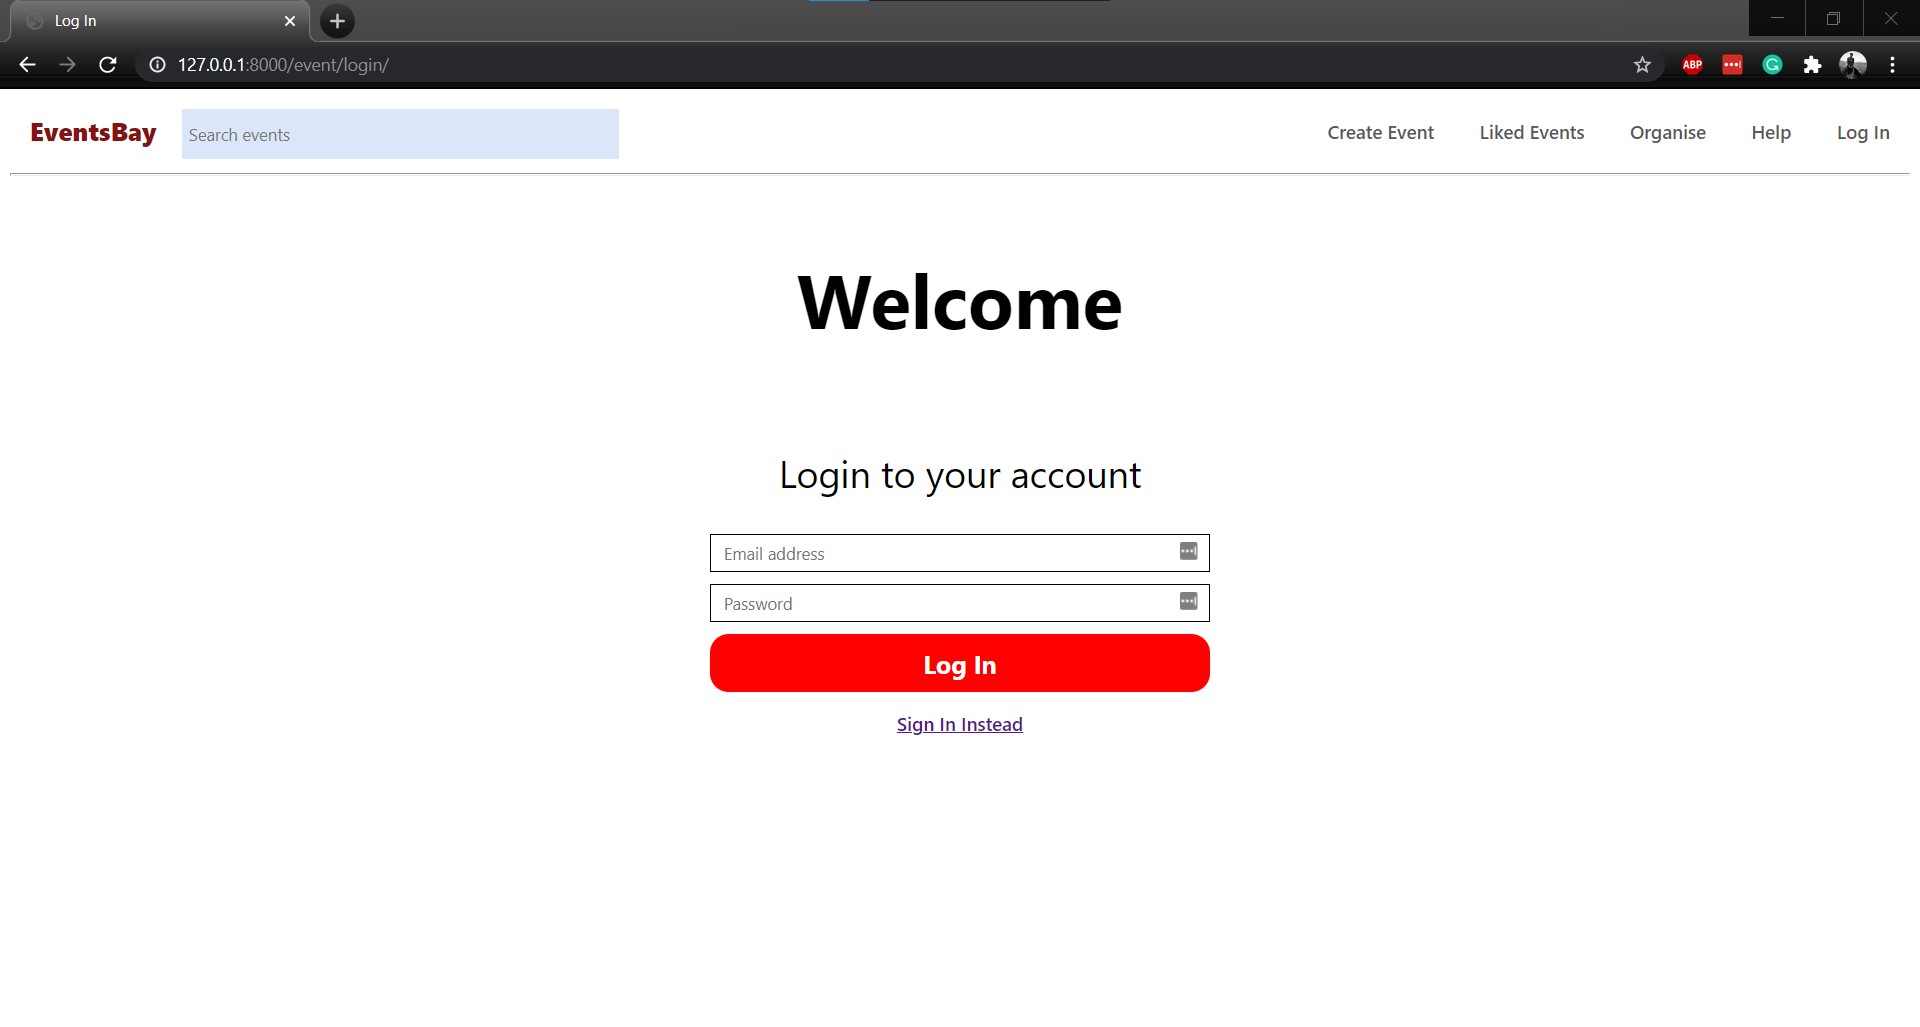 Log In
127.0.0.1:8000/event/login/
ABP
EventsBay
Search events
Create Event
Liked Events
Organise
Help
Log In
Welcome
Login to your account
Email address
Password
Log In
Sign In Instead